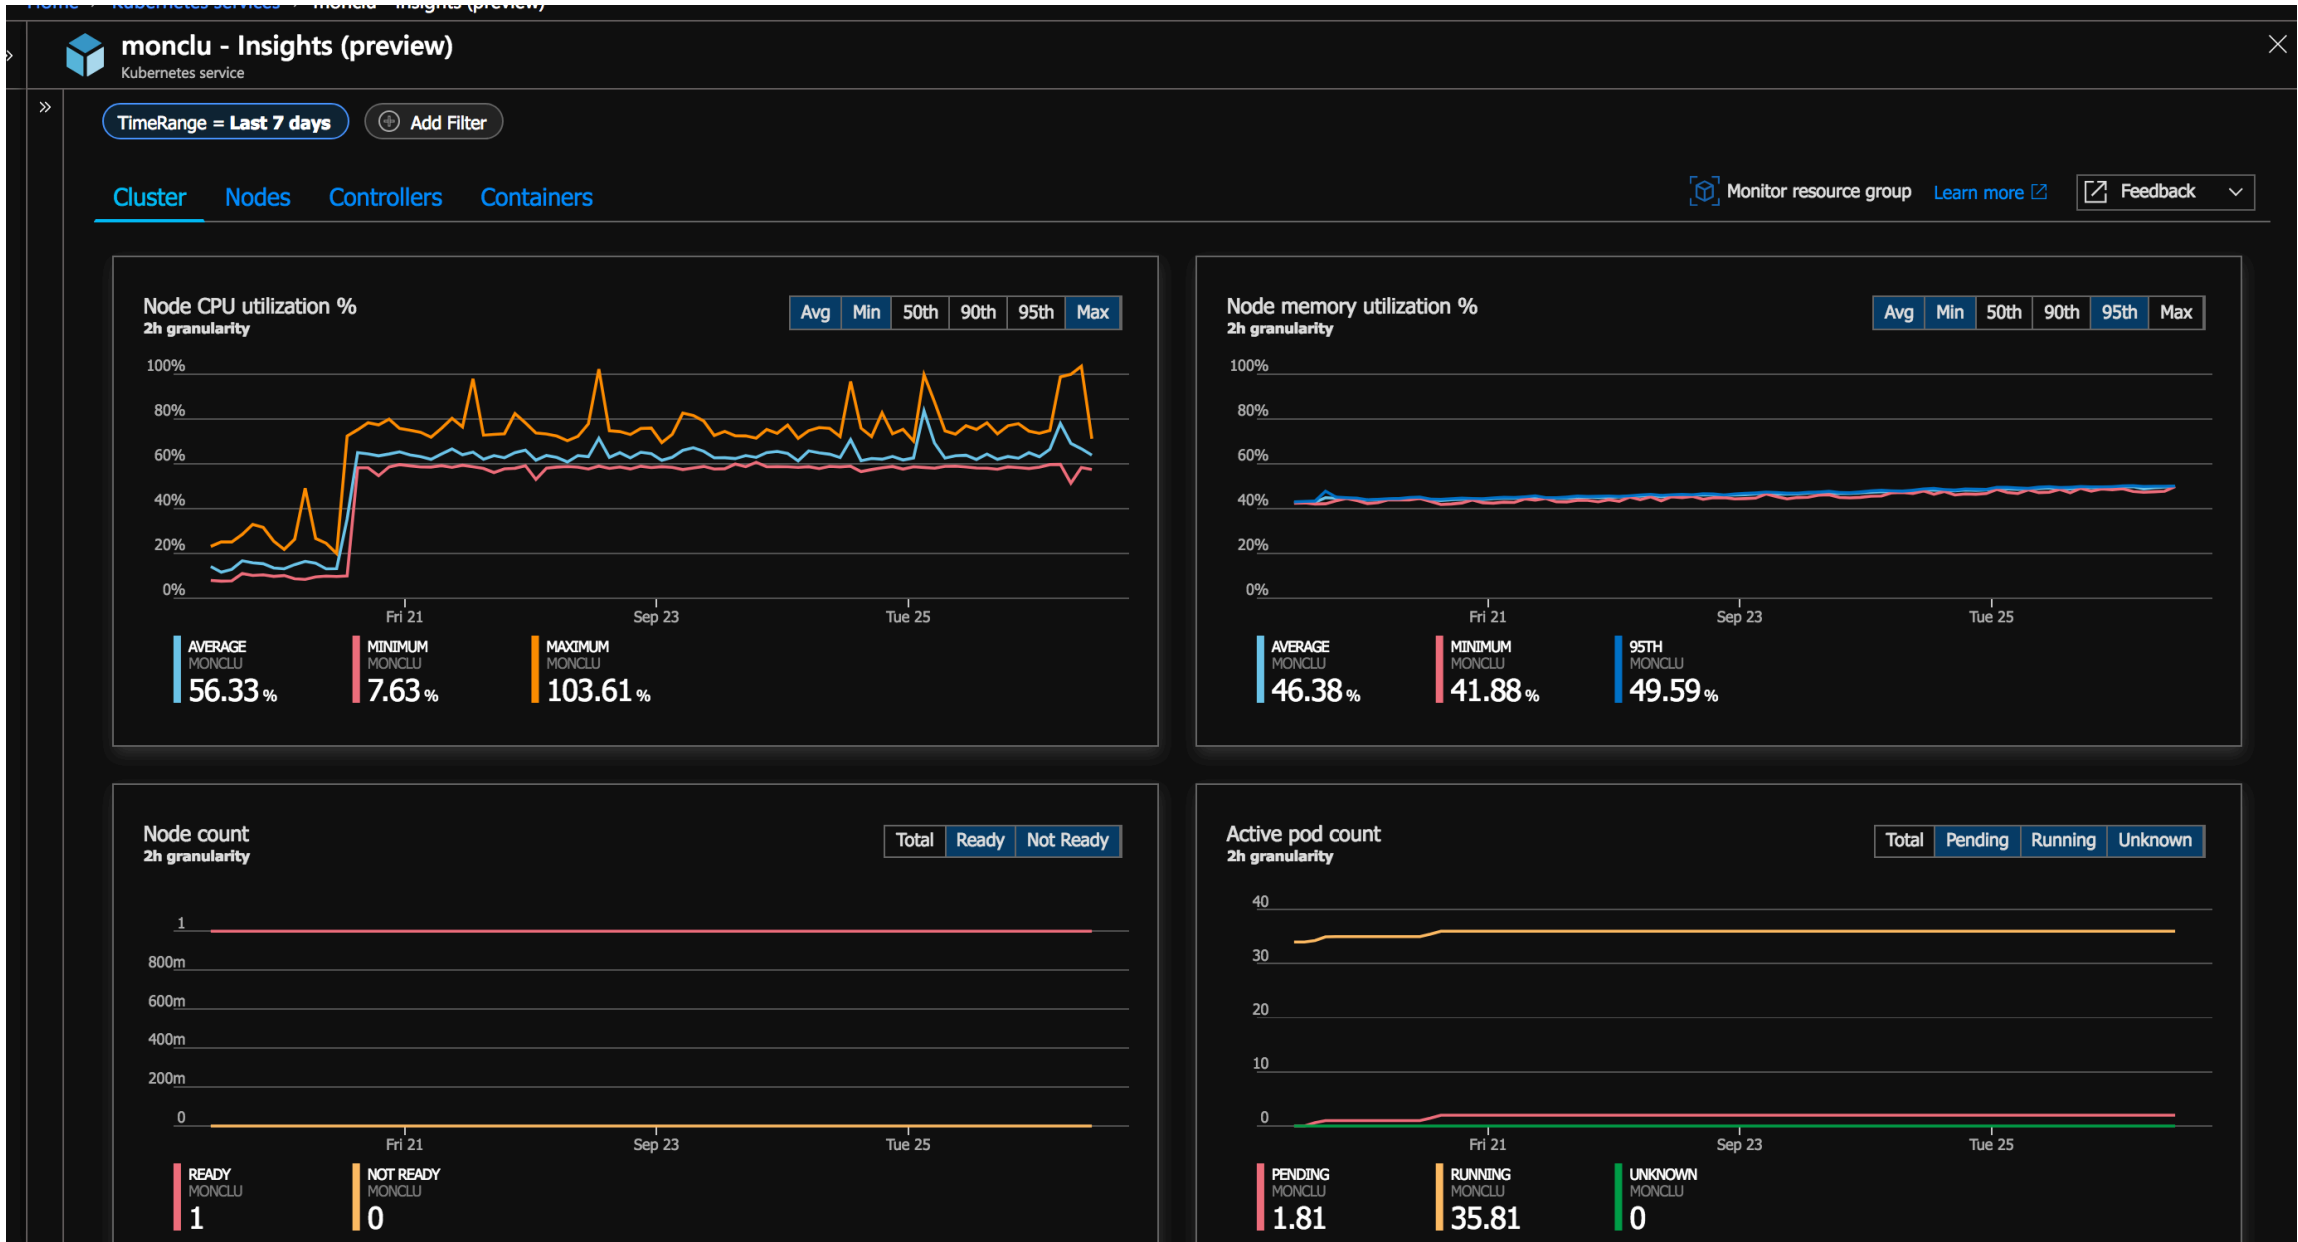 Home > Kubernetes services > monclu - Insights (preview)
monclu - Insights (preview)
Kubernetes service
TimeRange = Last 7 days
Add Filter
Cluster
Nodes
Controllers
Containers
Monitor resource group
Learn more
Feedback
Node CPU utilization %
2h granularity
Avg
Min
50th
90th
95th
Max
100%
80%
60%
40%
20%
0%
Fri 21
Sep 23
Tue 25
AVERAGE
MONCLU
56.33 %
MINIMUM
MONCLU
7.63 %
MAXIMUM
MONCLU
103.61 %
Node memory utilization %
2h granularity
Avg
Min
50th
90th
95th
Max
100%
80%
60%
40%
20%
0%
Fri 21
Sep 23
Tue 25
AVERAGE
MONCLU
46.38 %
MINIMUM
MONCLU
41.88 %
95TH
MONCLU
49.59 %
Node count
2h granularity
Total
Ready
Not Ready
1
800m
600m
400m
200m
0
Fri 21
Sep 23
Tue 25
READY
MONCLU
1
NOT READY
MONCLU
0
Active pod count
2h granularity
Total
Pending
Running
Unknown
40
30
20
10
0
Fri 21
Sep 23
Tue 25
PENDING
MONCLU
1.81
RUNNING
MONCLU
35.81
UNKNOWN
MONCLU
0